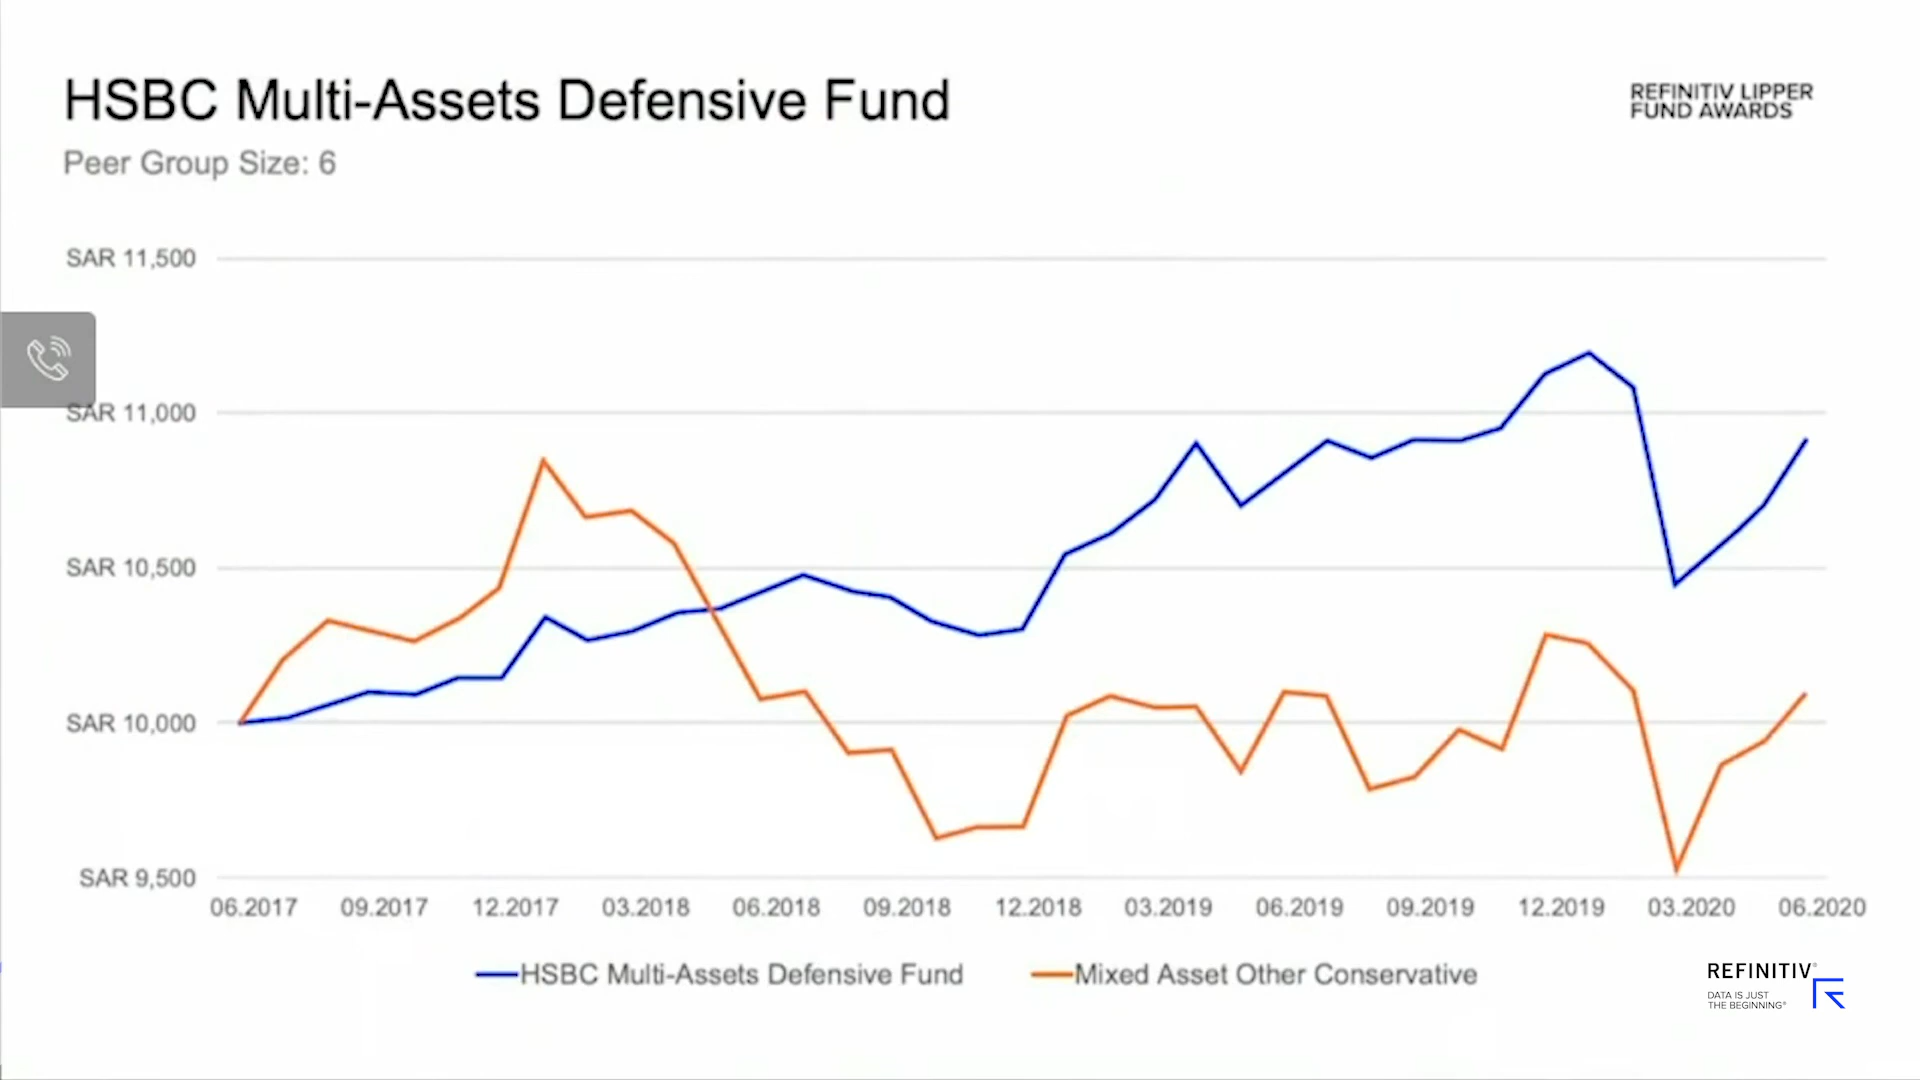 HSBC Multi-Assets Defensive Fund
REFINITIV LIPPER
FUND AWARDS
Peer Group Size: 6
SAR 11,500
SAR 11,000
SAR 10,500
SAR 10,000
SAR 9,500
06.2017 09.2017 12.2017 03.2018 06.2018 09.2018 12.2018 03.2019 06.2019 09.2019 12.2019 03.2020 06.2020
HSBC Multi-Assets Defensive Fund Mixed Asset Other Conservative
REFINITIV®
DATA IS JUST
THE BEGINNING®